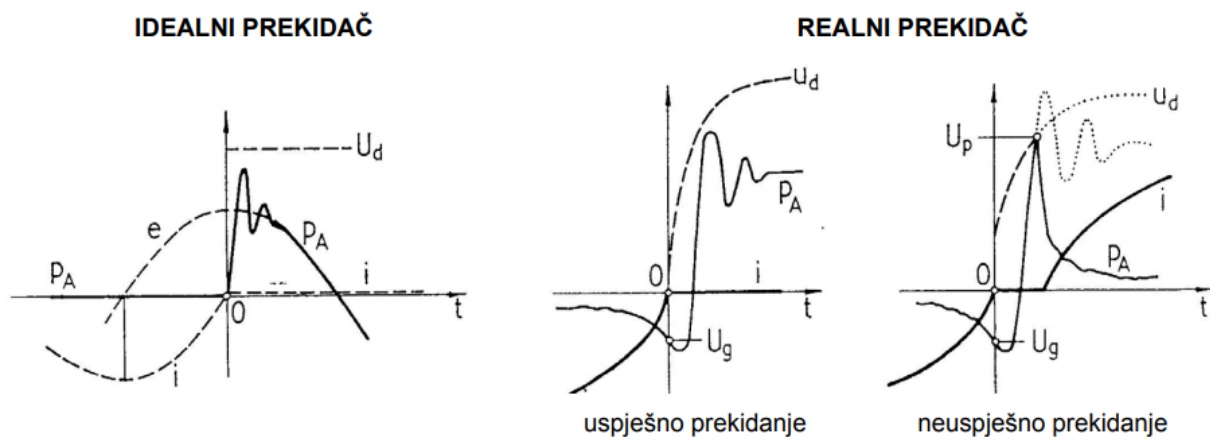 IDEALNI PREKIDAČ
REALNI PREKIDAČ
U_d
e
P_A
P_A
i
0
t
i
u_d
P_A
0
i
t
U_g
u_d
U_p
i
0
P_A
t
U_g
uspješno prekidanje
neuspješno prekidanje